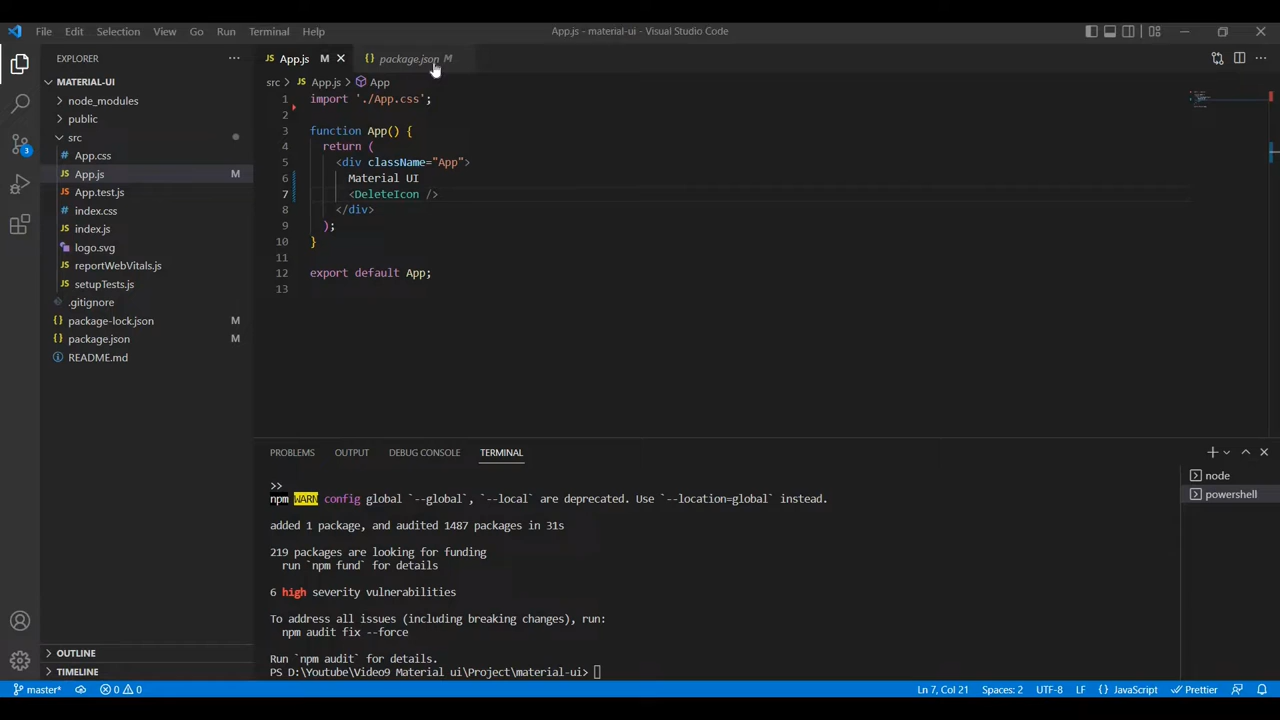 File Edit Selection View Go Run Terminal Help App.js - material-ui - Visual Studio Code
EXPLORER
MATERIAL-UI
node_modules
public
src
# App.css
JS App.js M
JS App.test.js
# index.css
JS index.js
logo.svg
JS reportWebVitals.js
JS setupTests.js
.gitignore
{} package-lock.json M
{} package.json M
README.md
OUTLINE
TIMELINE
3
JS App.js M {} package.json M
src > JS App.js > App
1 import './App.css';
2
3 function App() {
4 return (
5 <div className="App">
6 Material UI
7 <DeleteIcon />
8 </div>
9 );
10 }
11
12 export default App;
13
PROBLEMS OUTPUT DEBUG CONSOLE TERMINAL
>>
npm WARN config global `--global`, `--local` are deprecated. Use `--location=global` instead.
added 1 package, and audited 1487 packages in 31s
219 packages are looking for funding
run `npm fund` for details
6 high severity vulnerabilities
To address all issues (including breaking changes), run:
npm audit fix --force
Run `npm audit` for details.
PS D:\Youtube\Video9 Material ui\Project\material-ui>
node
powershell
master* 0 0 Ln 7, Col 21 Spaces: 2 UTF-8 LF {} JavaScript Prettier